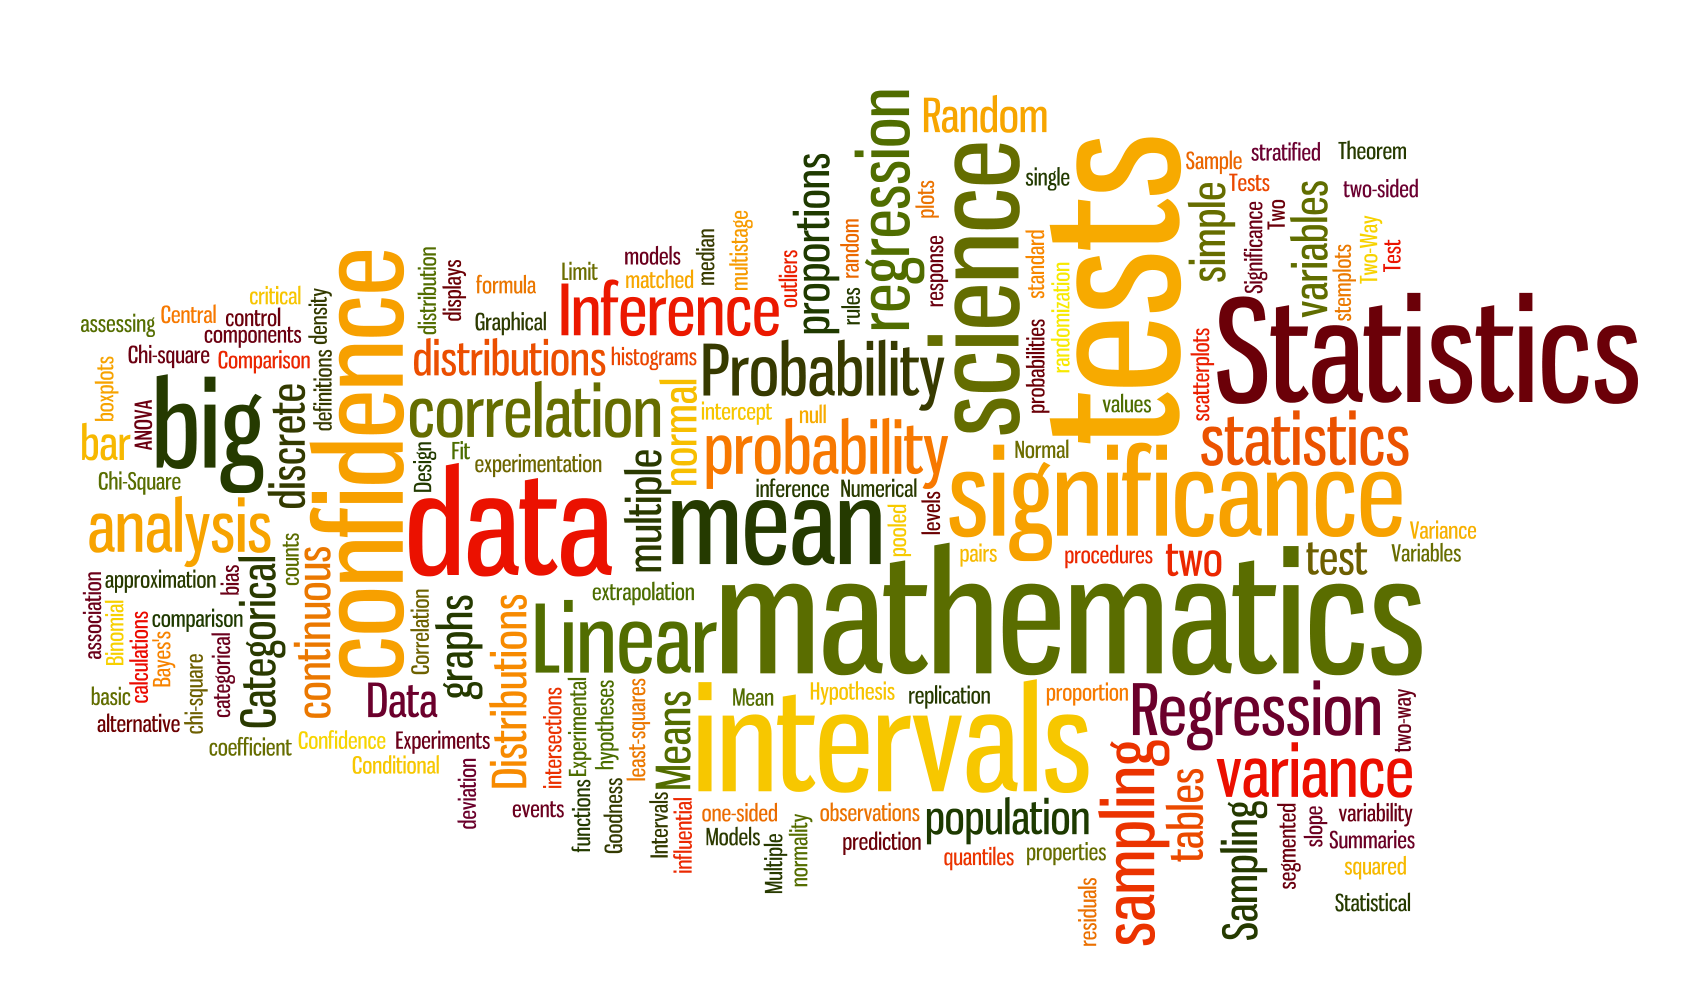 Random
regression
science
tests
single
Sample
stratified
Theorem
Tests
two-sided
simple
Significance
Two
variables
stemplots
Two-Way
Test
plots
proportions
random
rules
response
standard
randomization
probabilities
values
scatterplots
Statistics
statistics
outliers
multistage
median
models
matched
Limit
formula
displays
distribution
Graphical
Inference
distributions
histograms
Probability
confidence
critical
Central
control
density
assessing
components
Chi-square
Comparison
definitions
boxplots
ANOVA
big
discrete
bar
Chi-Square
analysis
correlation
normal
intercept
null
probability
Design
Fit
experimentation
multiple
inference
Numerical
data
mean
pooled
levels
Normal
significance
Variance
pairs
procedures
two
test
Variables
counts
continuous
Categorical
bias
approximation
association
Binomial
calculations
Bayes's
comparison
categorical
chi-square
basic
alternative
coefficient
Confidence
Experiments
Conditional
Data
Correlation
graphs
Distributions
extrapolation
Linear
mathematics
deviation
events
intersections
Experimental
hypotheses
least-squares
Means
functions
Goodness
Intervals
influential
Mean
Hypothesis
replication
proportion
intervals
Regression
two-way
one-sided
Models
Multiple
normality
observations
prediction
population
quantiles
properties
residuals
sampling
tables
variance
Sampling
segmented
slope
variability
Summaries
squared
Statistical